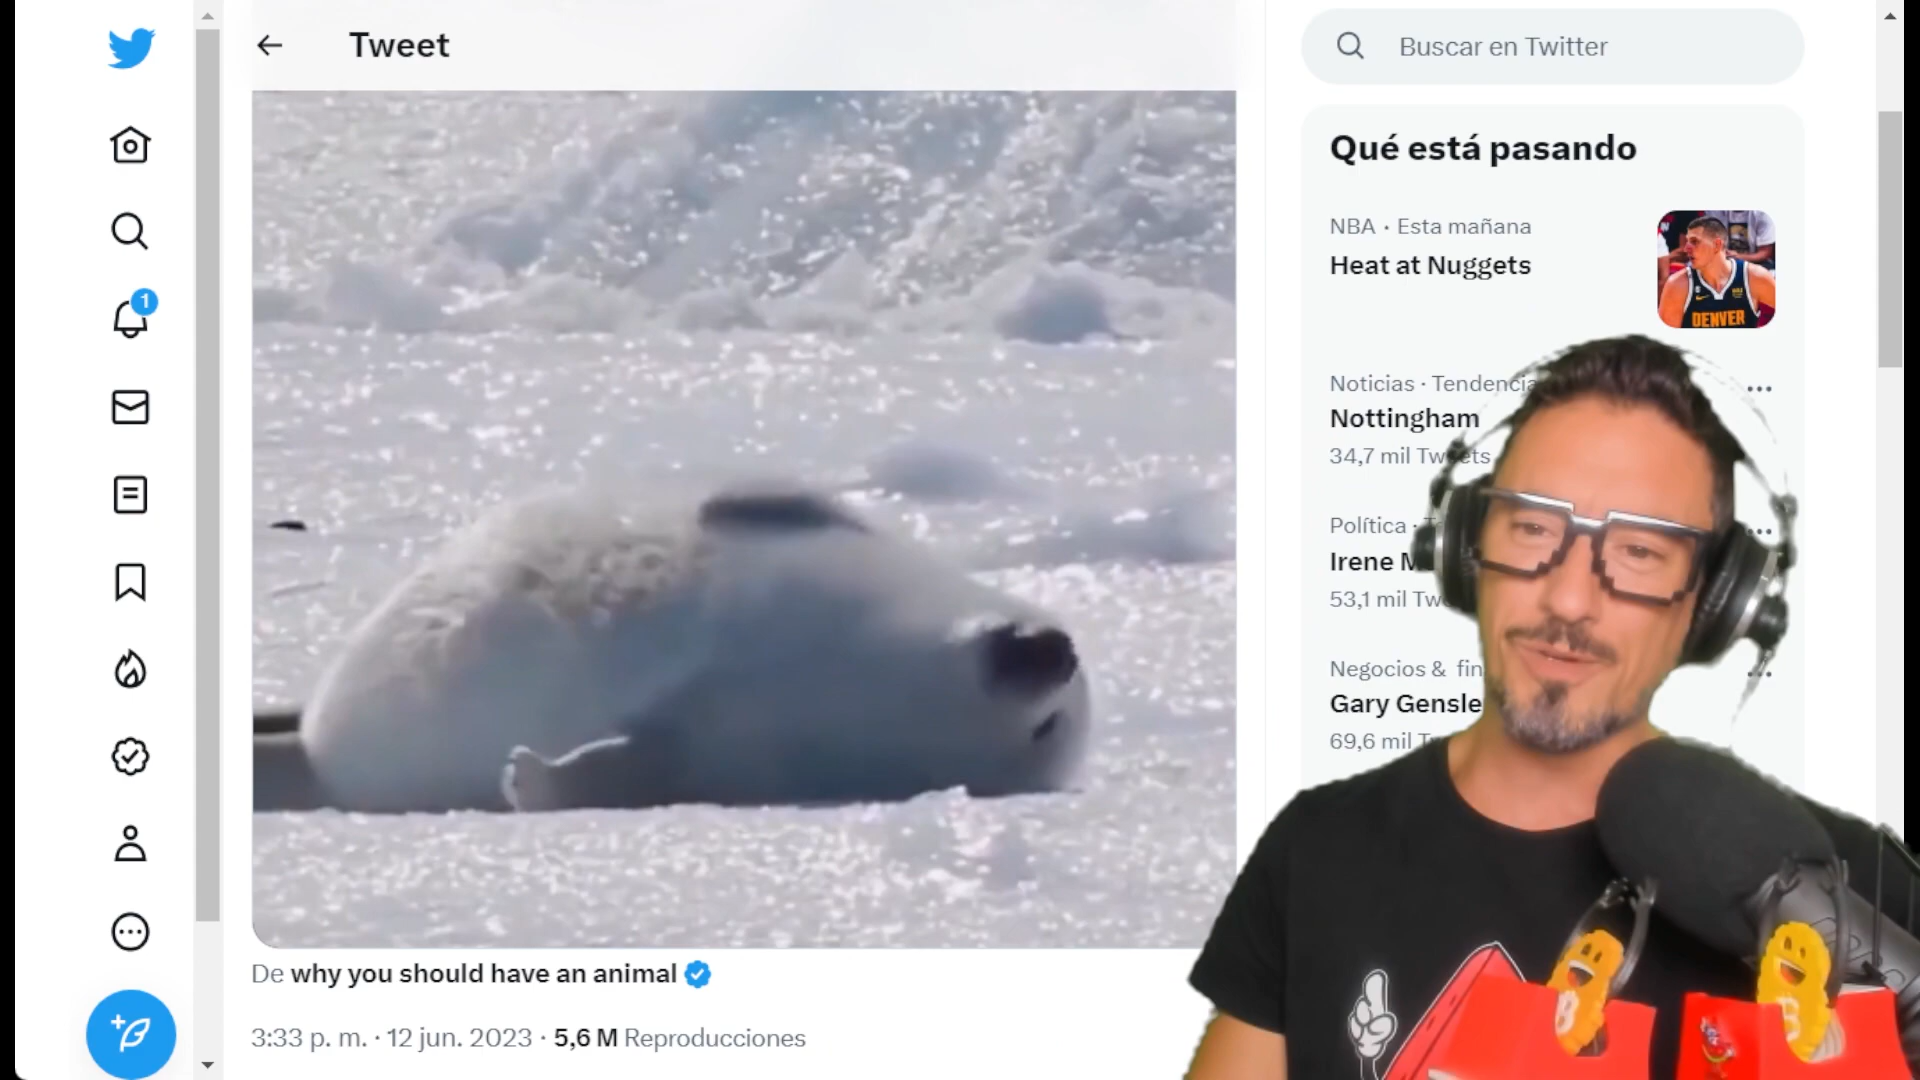 Tweet
1
De why you should have an animal
3:33 p. m. · 12 jun. 2023 · 5,6 M Reproducciones
Buscar en Twitter
Qué está pasando
NBA · Esta mañana
Heat at Nuggets
DENVER
Noticias · Tendencia
Nottingham
34,7 mil Tweets
Política ·
Irene
53,1 mil
Negocios & fin
Gary Gensle
69,6 mil